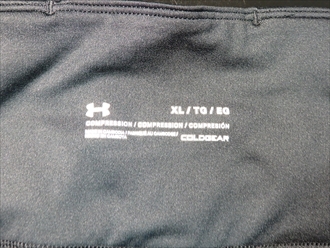 XL / TG / EG
COMPRESSION / COMPRESSION / COMPRESIÓN
COLDGEAR